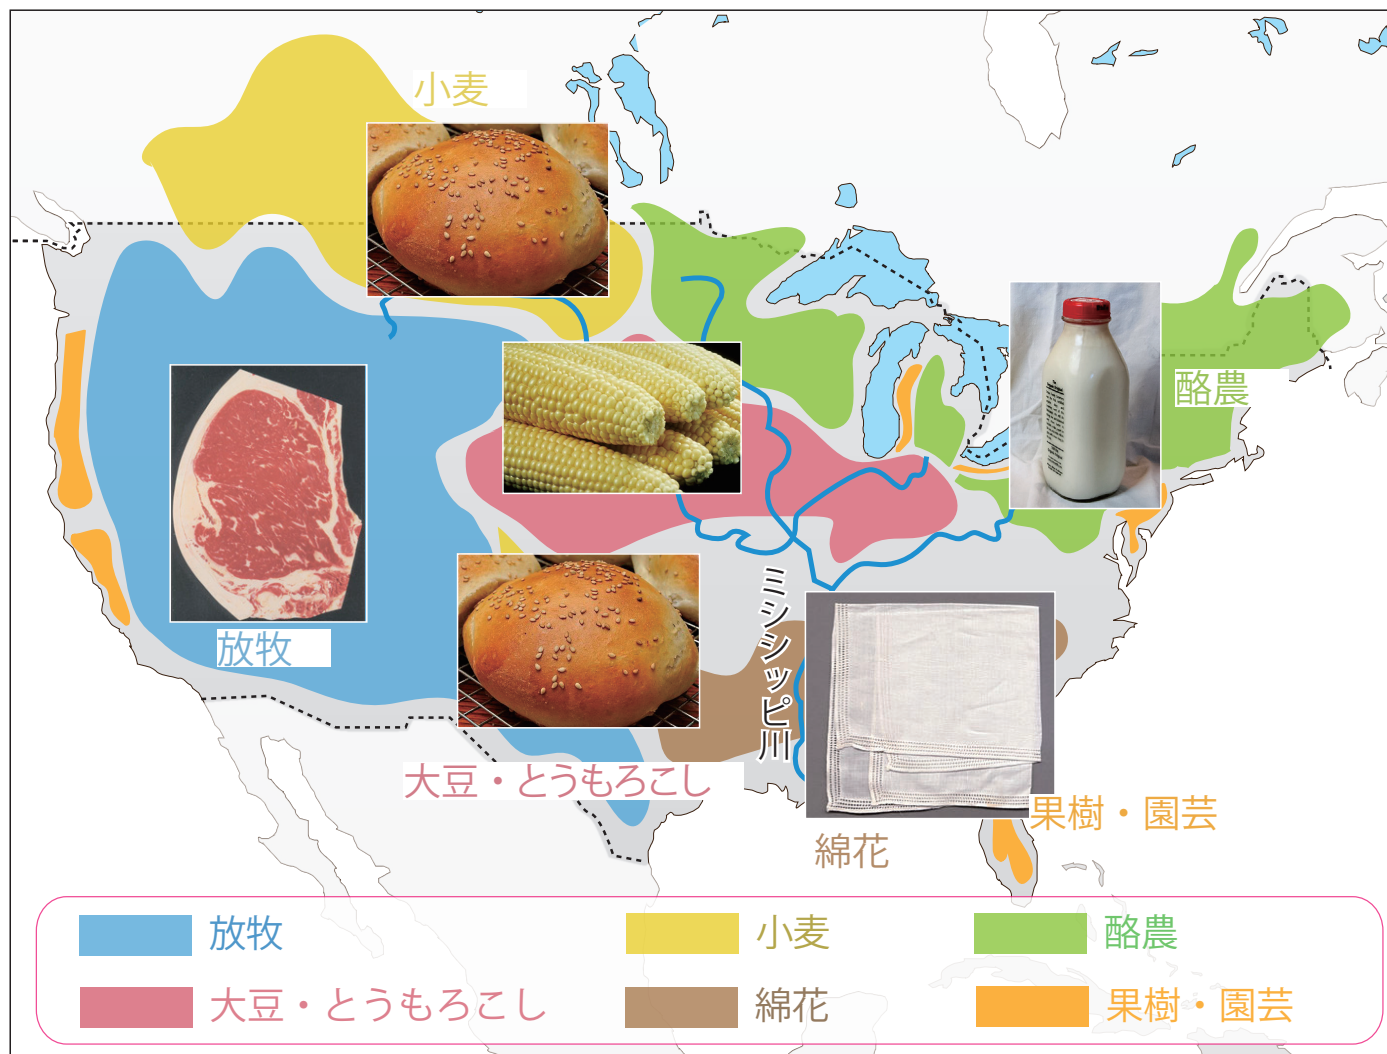 小麦
酪農
放牧
ミシシッピ川
大豆・とうもろこし
果樹・園芸
綿花
放牧
小麦
酪農
大豆・とうもろこし
綿花
果樹・園芸